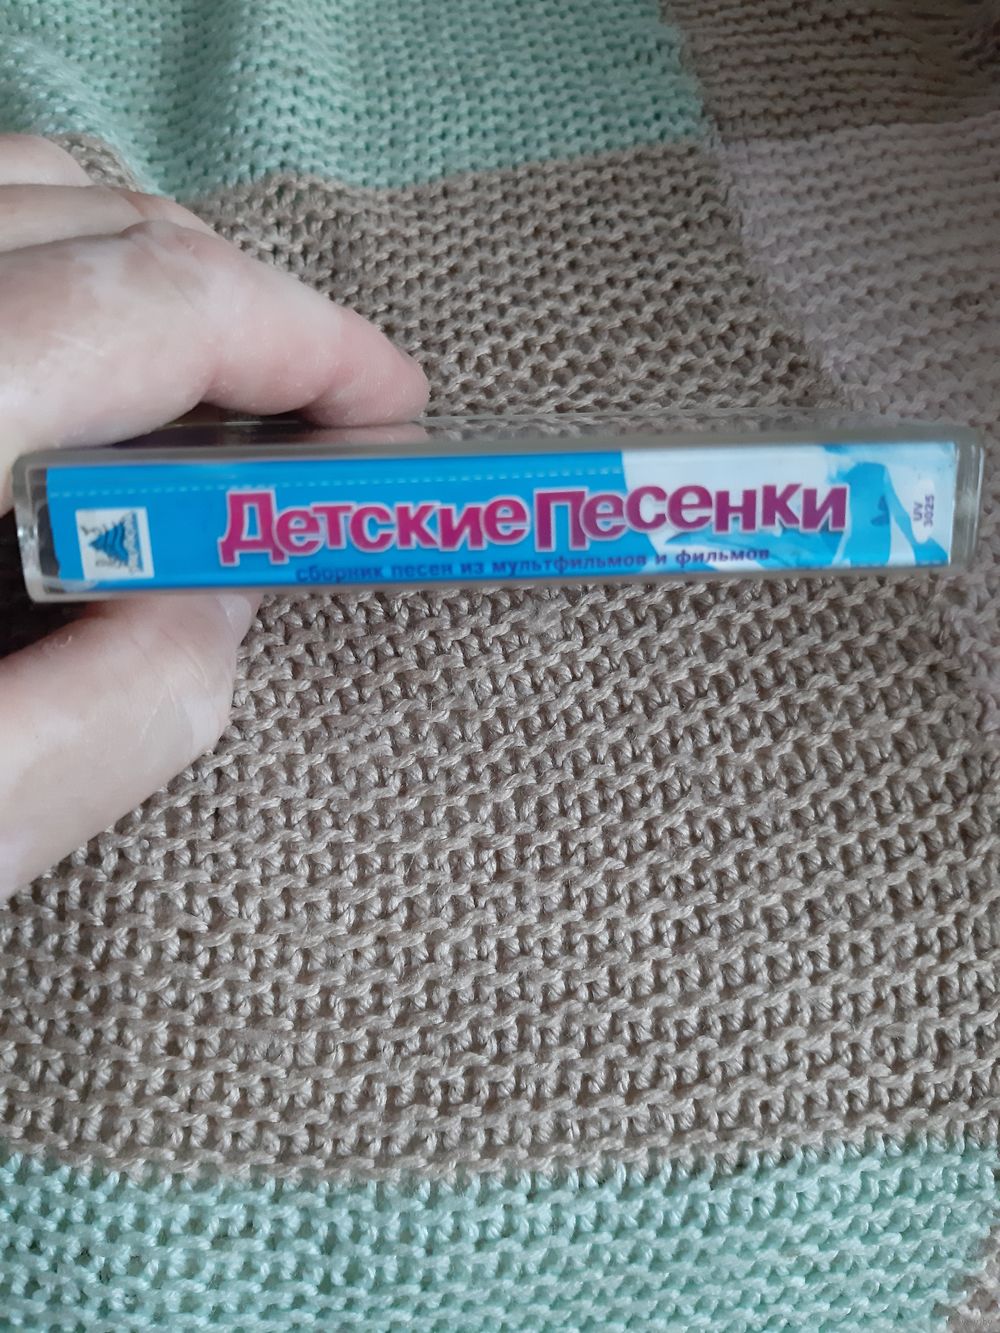 Детские Песенки
сборник песен из мультфильмов и фильмов
UV
3025